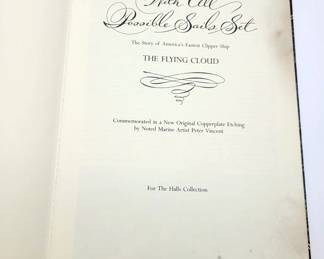 With All
Possible Sails Set
The Story of America's Fastest Clipper Ship
THE FLYING CLOUD
Commemorated in a New Original Copperplate Etching
by Noted Marine Artist Peter Vincent
For The Halls Collection